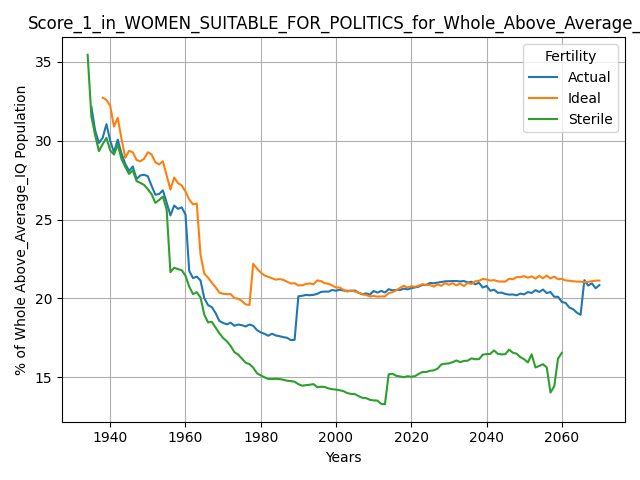 Score_1_in_WOMEN_SUITABLE_FOR_POLITICS_for_Whole_Above_Average_
Fertility
Actual
Ideal
Sterile
% of Whole Above_Average_IQ Population
35
30
25
20
15
1940
1960
1980
2000
2020
2040
2060
Years